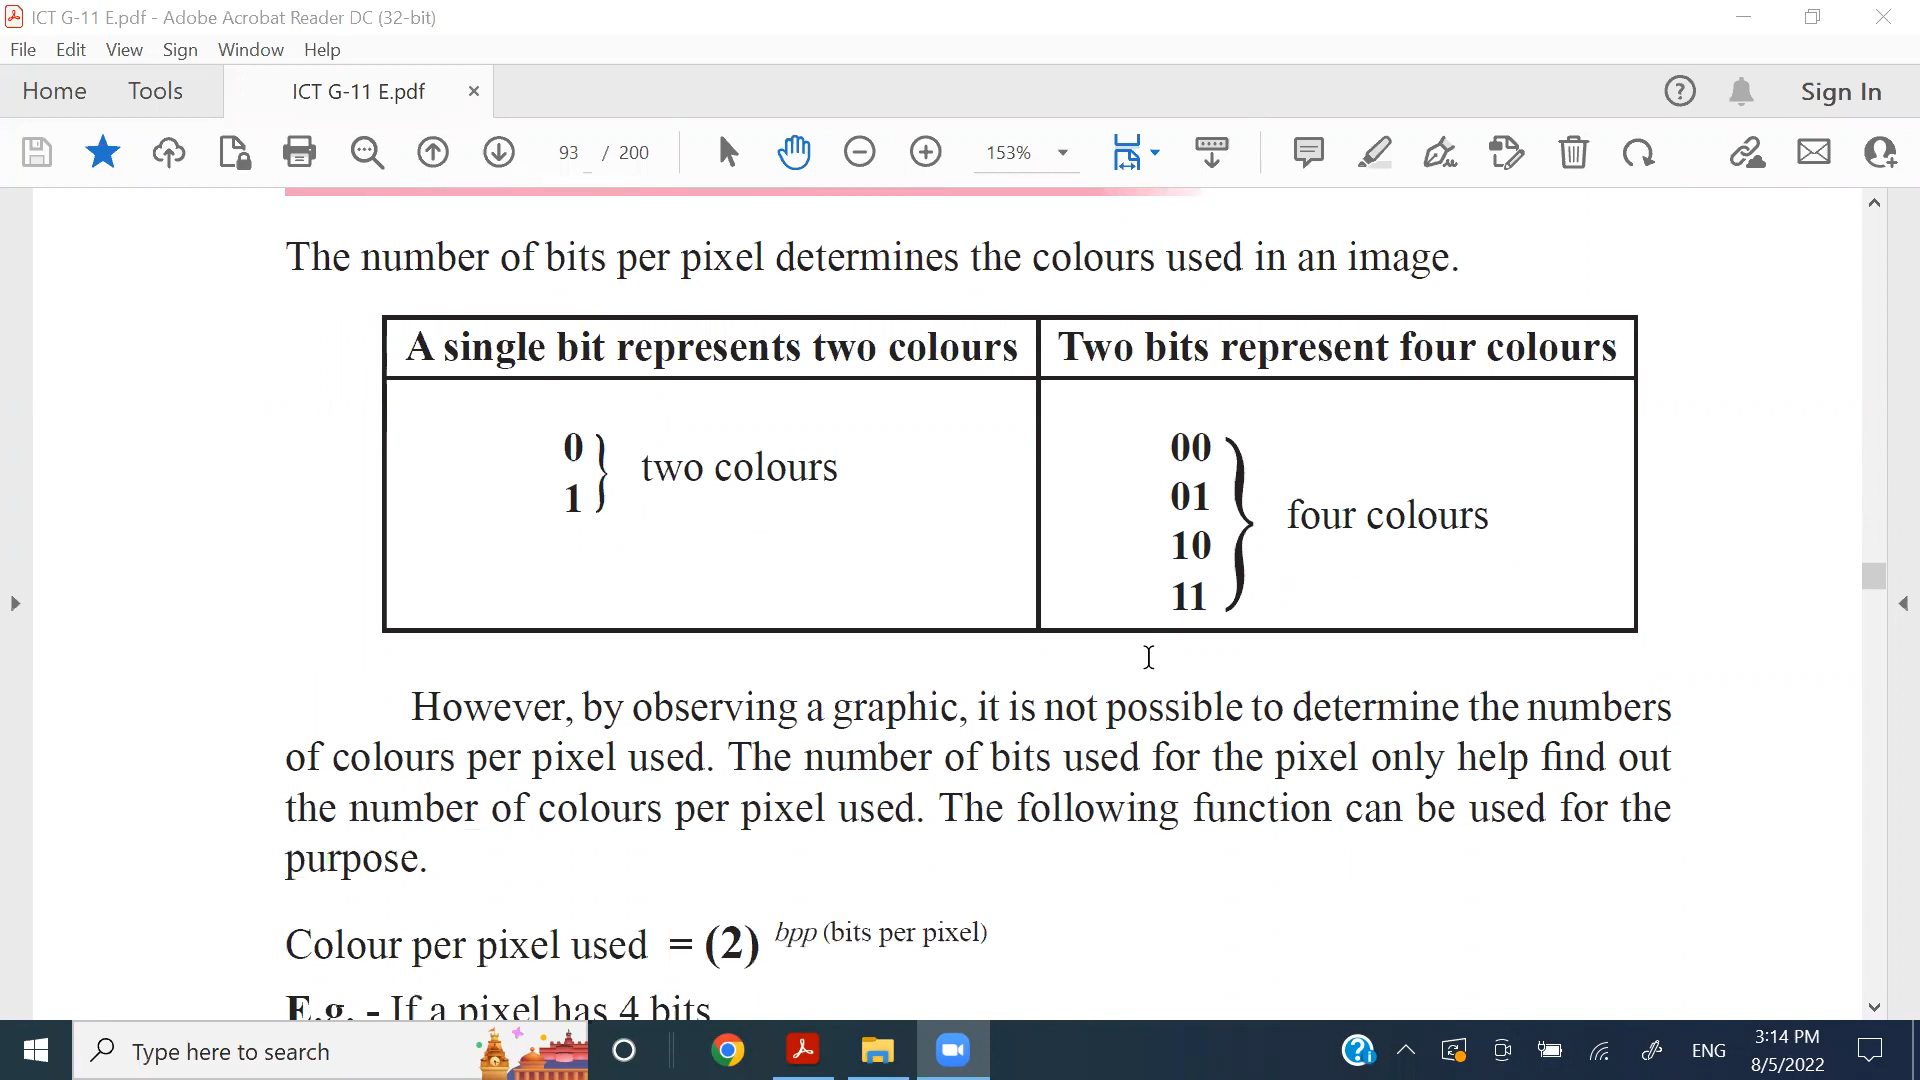 ICT G-11 E.pdf - Adobe Acrobat Reader DC (32-bit)
File Edit View Sign Window Help
Home Tools ICT G-11 E.pdf × Sign In
93 / 200 153%
The number of bits per pixel determines the colours used in an image.
A single bit represents two colours Two bits represent four colours
0
1
two colours
00
01
10
11
four colours
However, by observing a graphic, it is not possible to determine the numbers
of colours per pixel used. The number of bits used for the pixel only help find out
the number of colours per pixel used. The following function can be used for the
purpose.
Colour per pixel used = (2) bpp (bits per pixel)
E.g. - If a pixel has 4 bits
Type here to search
ENG
3:14 PM
8/5/2022